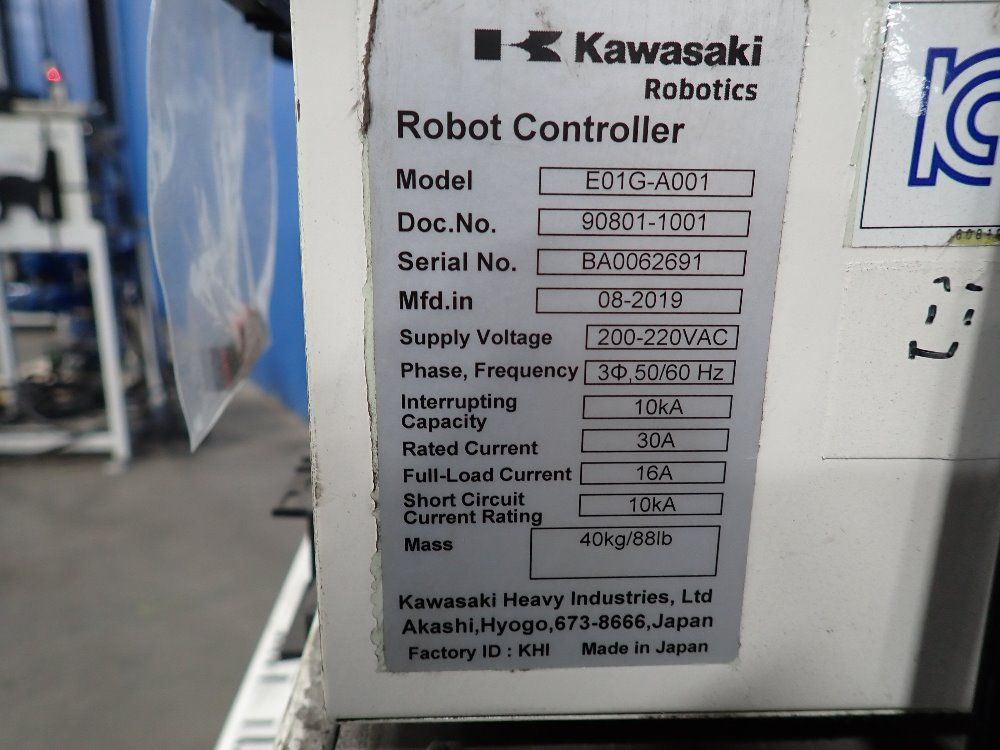 Kawasaki
Robotics
Robot Controller
Model E01G-A001
Doc.No. 90801-1001
Serial No. BA0062691
Mfd.in 08-2019
Supply Voltage 200-220VAC
Phase, Frequency 3Φ,50/60 Hz
Interrupting
Capacity 10kA
Rated Current 30A
Full-Load Current 16A
Short Circuit
Current Rating 10kA
Mass 40kg/88lb
Kawasaki Heavy Industries, Ltd
Akashi,Hyogo,673-8666,Japan
Factory ID : KHI Made in Japan